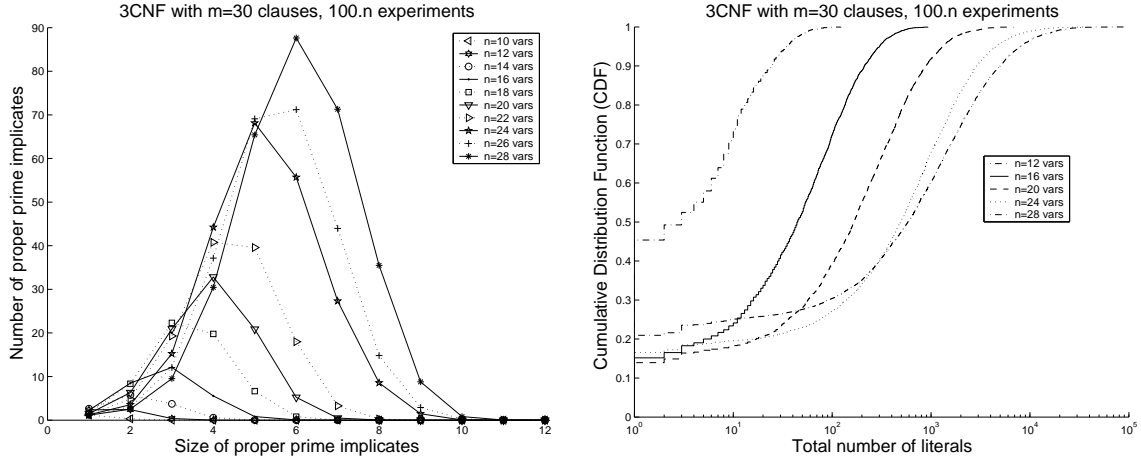 3CNF with m=30 clauses, 100.n experiments
Number of proper prime implicates
90
80
70
60
50
40
30
20
10
0
0 2 4 6 8 10 12
Size of proper prime implicates
n=10 vars
n=12 vars
n=14 vars
n=16 vars
n=18 vars
n=20 vars
n=22 vars
n=24 vars
n=26 vars
n=28 vars
3CNF with m=30 clauses, 100.n experiments
Cumulative Distribution Function (CDF)
1
0.9
0.8
0.7
0.6
0.5
0.4
0.3
0.2
0.1
0
10^0 10^1 10^2 10^3 10^4 10^5
Total number of literals
n=12 vars
n=16 vars
n=20 vars
n=24 vars
n=28 vars